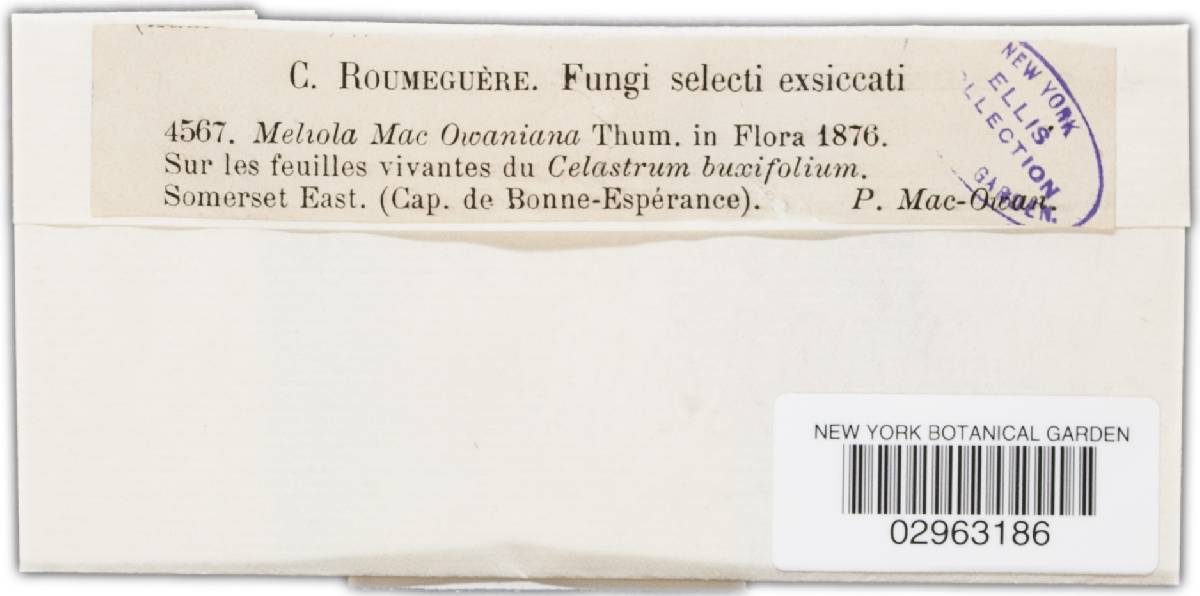 C. ROUMEGUÈRE. Fungi selecti exsiccati
4567. Meliola Mac Owaniana Thum. in Flora 1876.
Sur les feuilles vivantes du Celastrum buxifolium.
Somerset East. (Cap. de Bonne-Espérance). P. Mac-Owan.
NEW YORK
ELLIS
COLLECTION
GARDEN.
NEW YORK BOTANICAL GARDEN
02963186